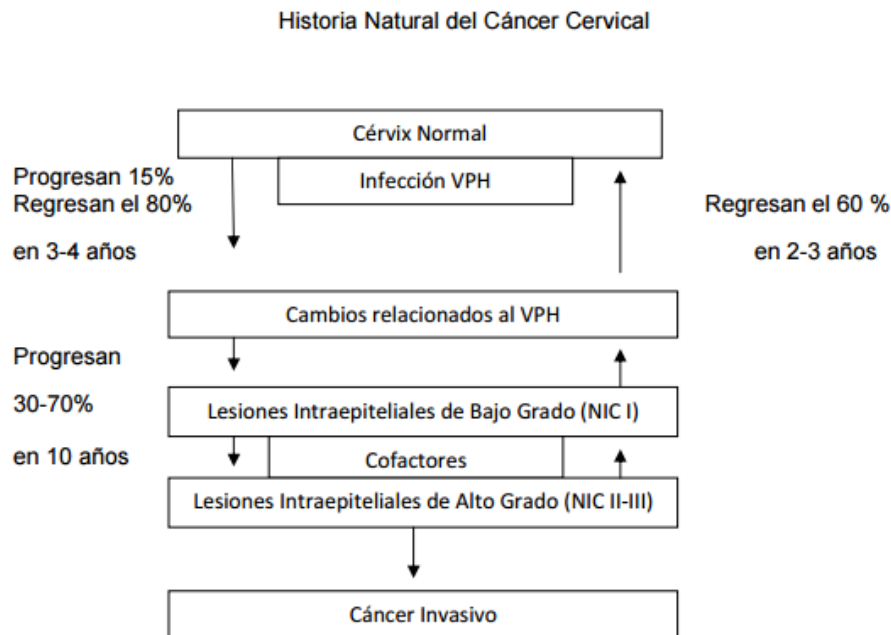 Historia Natural del Cáncer Cervical
Cérvix Normal
Infección VPH
Progresan 15%
Regresan el 80%
en 3-4 años
Regresan el 60 %
en 2-3 años
Cambios relacionados al VPH
Progresan
30-70%
en 10 años
Lesiones Intraepiteliales de Bajo Grado (NIC I)
Cofactores
Lesiones Intraepiteliales de Alto Grado (NIC II-III)
Cáncer Invasivo